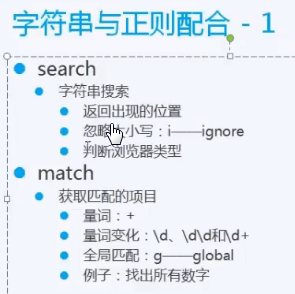 字符串与正则配合 - 1
search
字符串搜索
返回出现的位置
忽略大小写：i——ignore
判断浏览器类型
match
获取匹配的项目
量词：+
量词变化：\d、\d\d和\d+
全局匹配：g——global
例子：找出所有数字